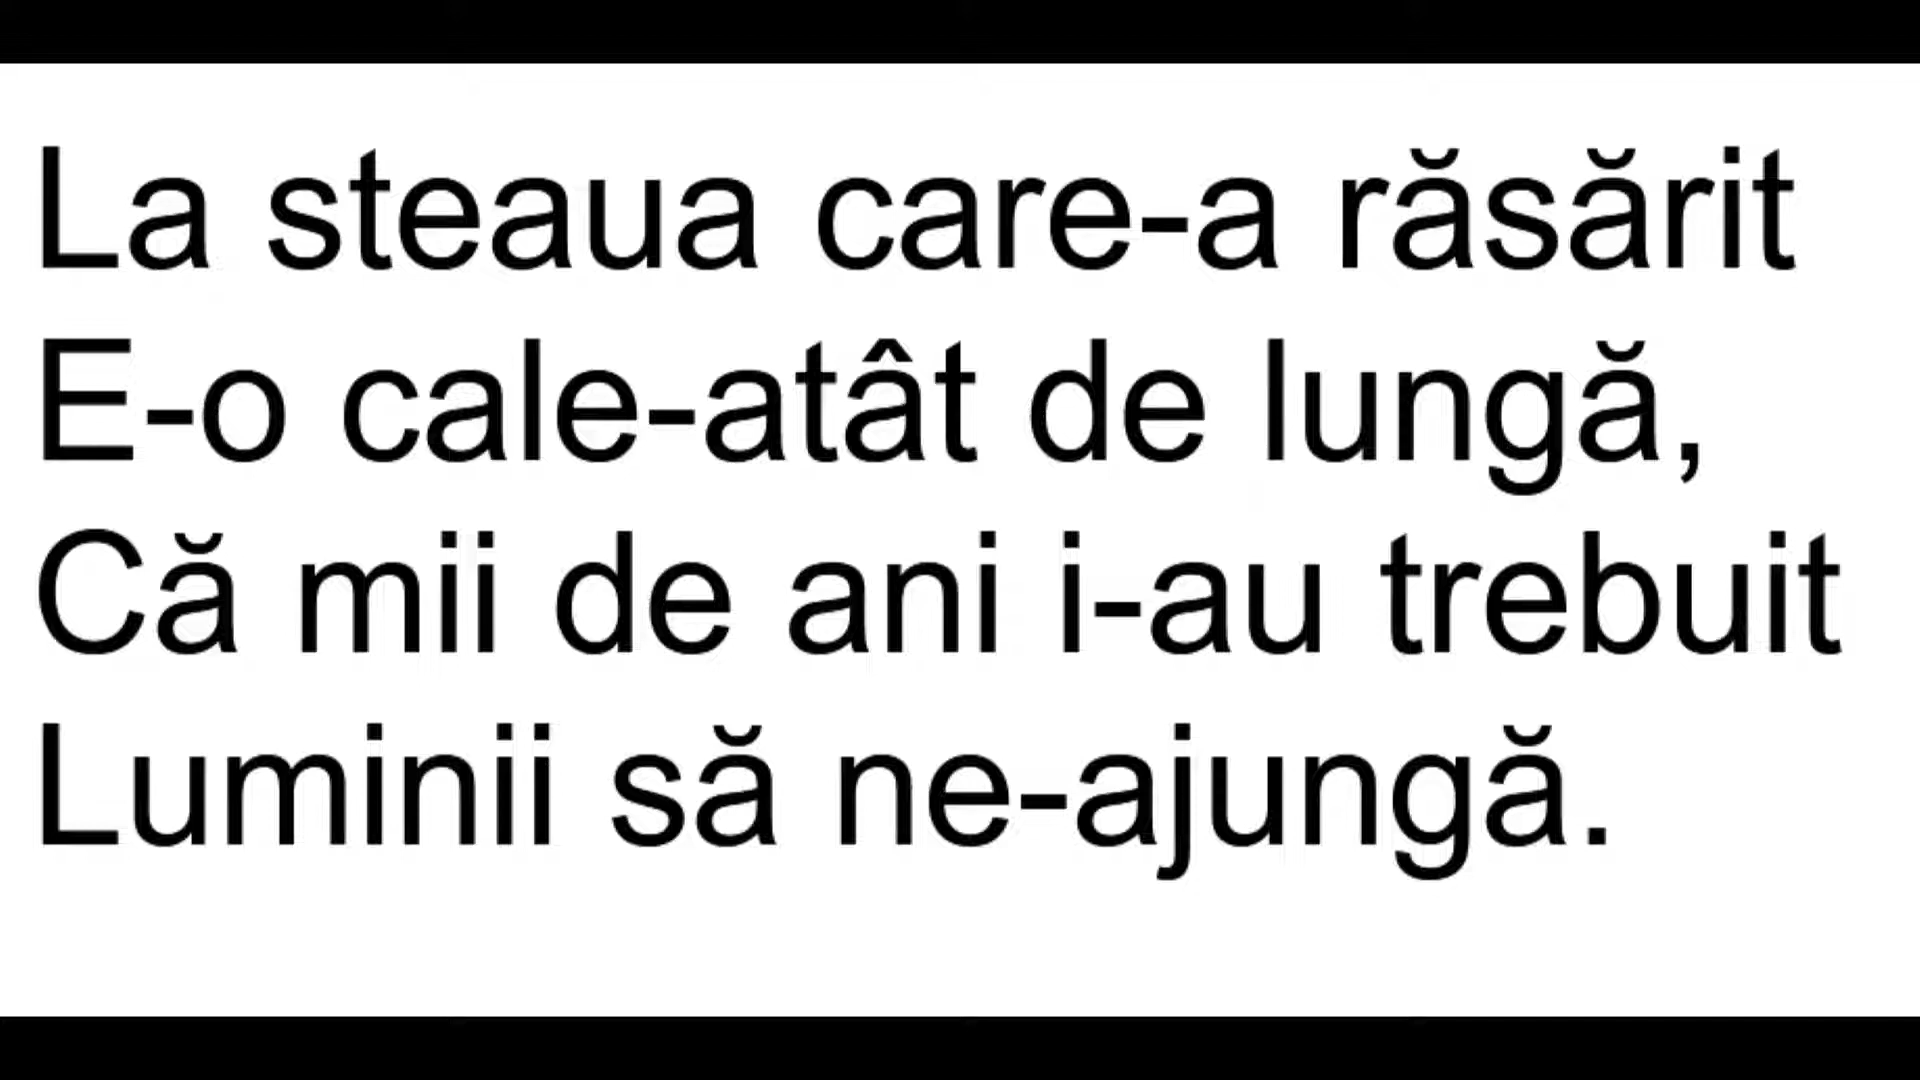 La steaua care-a răsărit
E-o cale-atât de lungă,
Că mii de ani i-au trebuit
Luminii să ne-ajungă.